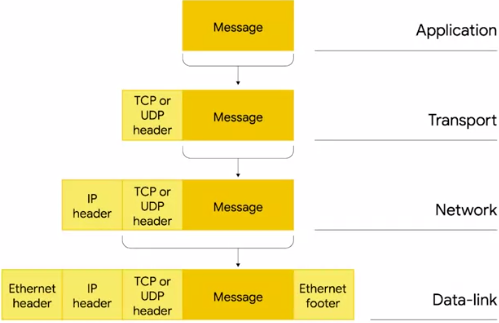 Message
Application
TCP or
UDP
header
Message
Transport
IP
header
TCP or
UDP
header
Message
Network
Ethernet
header
IP
header
TCP or
UDP
header
Message
Ethernet
footer
Data-link